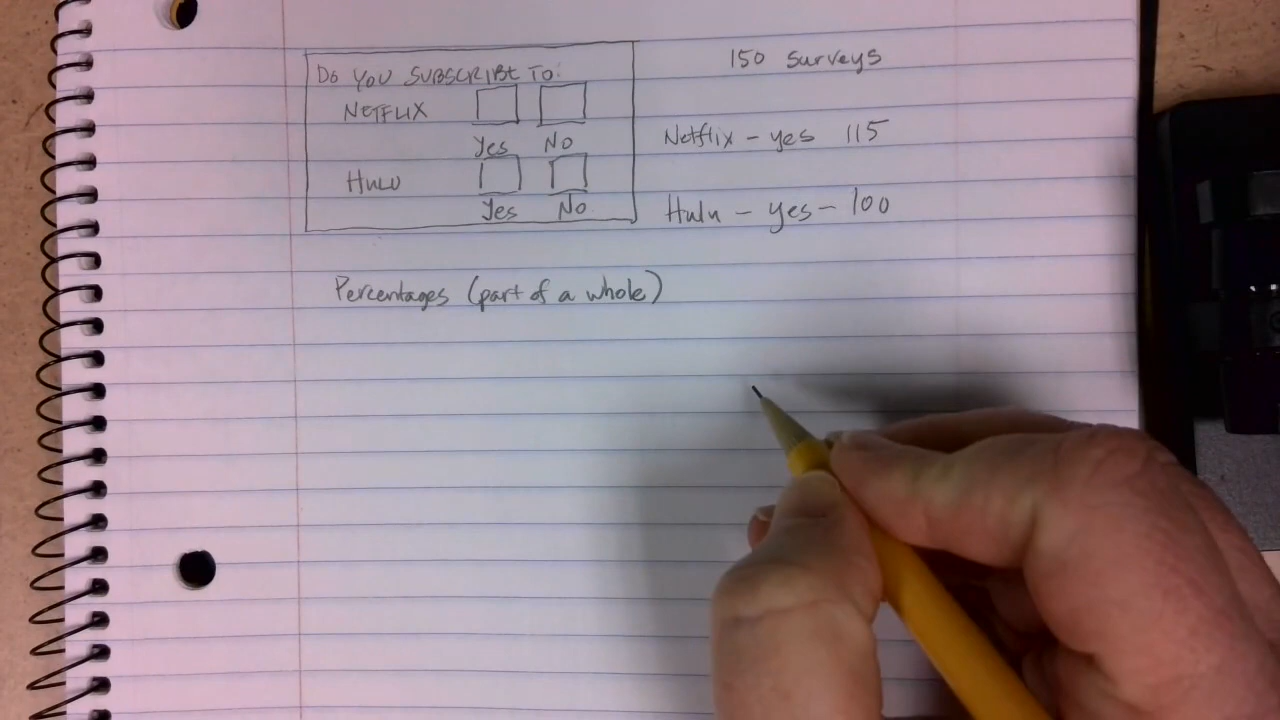 DO YOU SUBSCRIBE TO:
NETFLIX
Yes No
HULU
Yes No
150 Surveys
Netflix - yes 115
Hulu - yes - 100
Percentages (part of a whole)